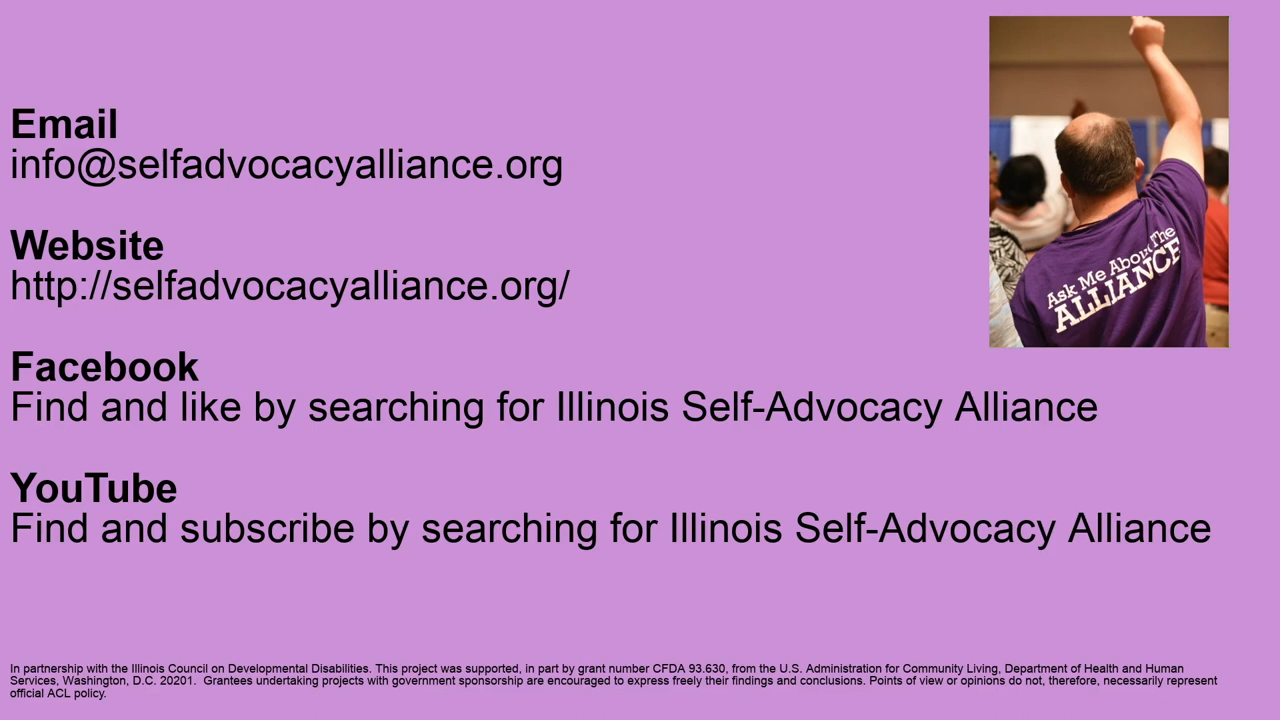 Email
info@selfadvocacyalliance.org
Website
http://selfadvocacyalliance.org/
Facebook
Find and like by searching for Illinois Self-Advocacy Alliance
YouTube
Find and subscribe by searching for Illinois Self-Advocacy Alliance
Ask Me About The
ALLIANCE
In partnership with the Illinois Council on Developmental Disabilities. This project was supported, in part by grant number CFDA 93.630, from the U.S. Administration for Community Living, Department of Health and Human
Services, Washington, D.C. 20201.  Grantees undertaking projects with government sponsorship are encouraged to express freely their findings and conclusions. Points of view or opinions do not, therefore, necessarily represent
official ACL policy.